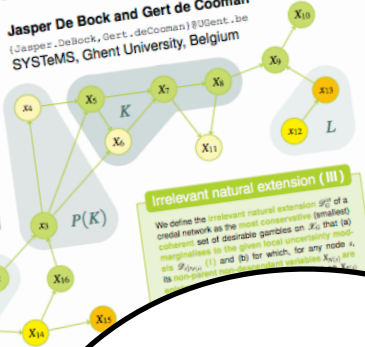 Jasper De Bock and Gert de Cooman
{Jasper.DeBock,Gert.deCooman}@UGent.be
SYSTeMS, Ghent University, Belgium
X10
X9
X4
X5
X7
X8
K
X13
X6
X11
X12
L
Irrelevant natural extension (III)
We define the irrelevant natural extension of a
credal network as the most conservative (smallest)
coherent set of desirable gambles on that (a)
marginalises to the given local uncertainty mod-
els (1) and (b) for which, for any node s,
its non-parent non-descendant variables
X3
P(K)
X16
X14
X15